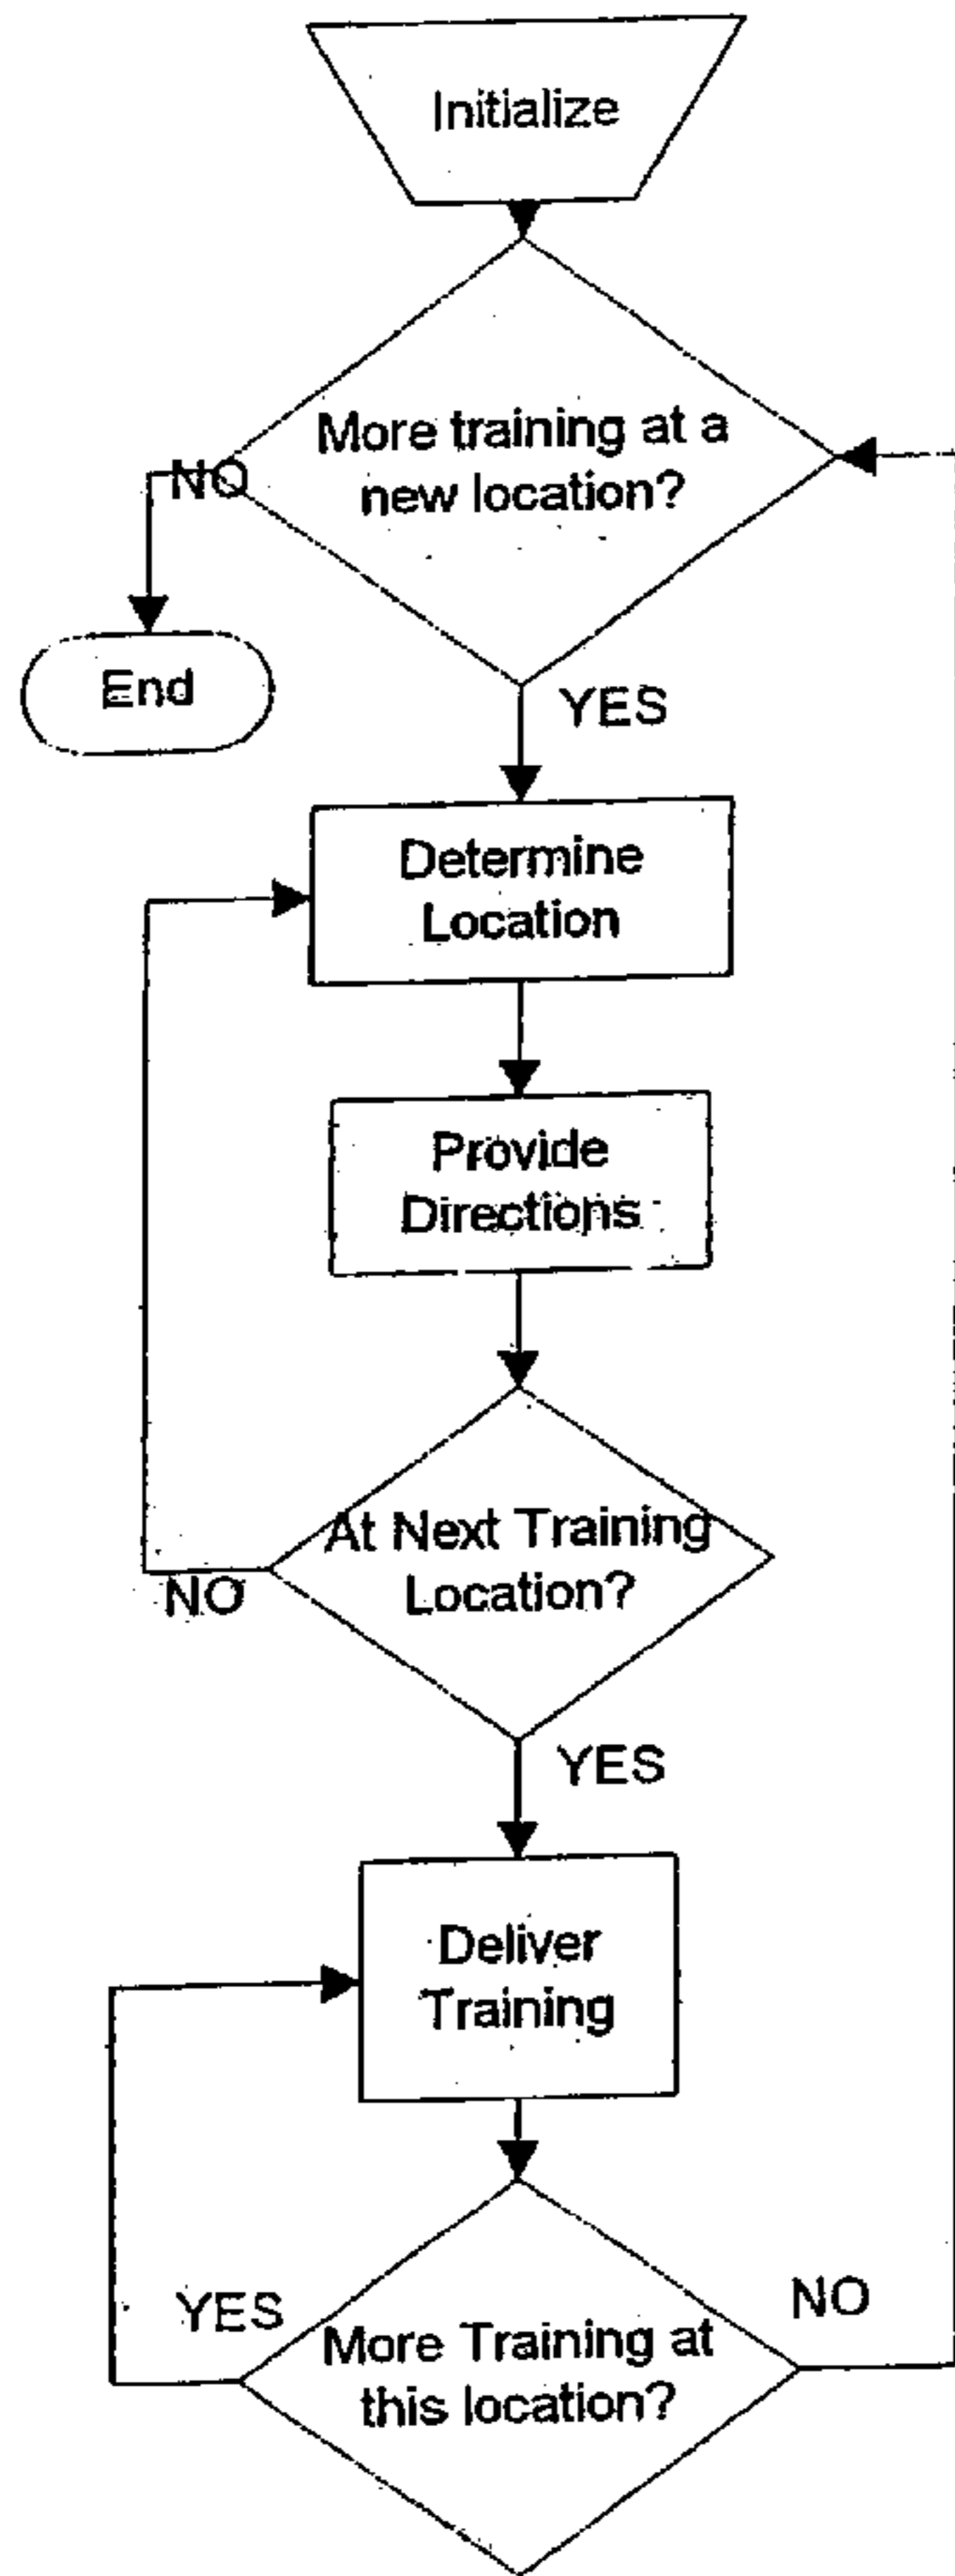 Initialize
More training at a
new location?
NO
End
YES
Determine
Location
Provide
Directions
At Next Training
Location?
NO
YES
Deliver
Training
YES
NO
More Training at
this location?